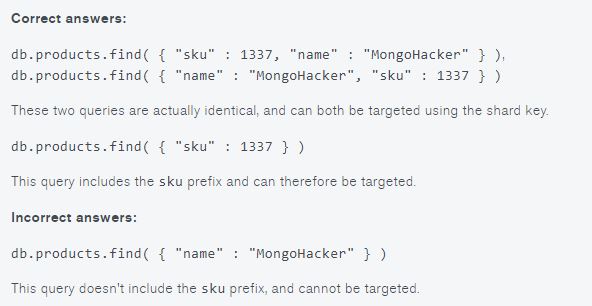 Correct answers:
db.products.find( { "sku" : 1337, "name" : "MongoHacker" } ),
db.products.find( { "name" : "MongoHacker", "sku" : 1337 } )
These two queries are actually identical, and can both be targeted using the shard key.
db.products.find( { "sku" : 1337 } )
This query includes the sku prefix and can therefore be targeted.
Incorrect answers:
db.products.find( { "name" : "MongoHacker" } )
This query doesn't include the sku prefix, and cannot be targeted.